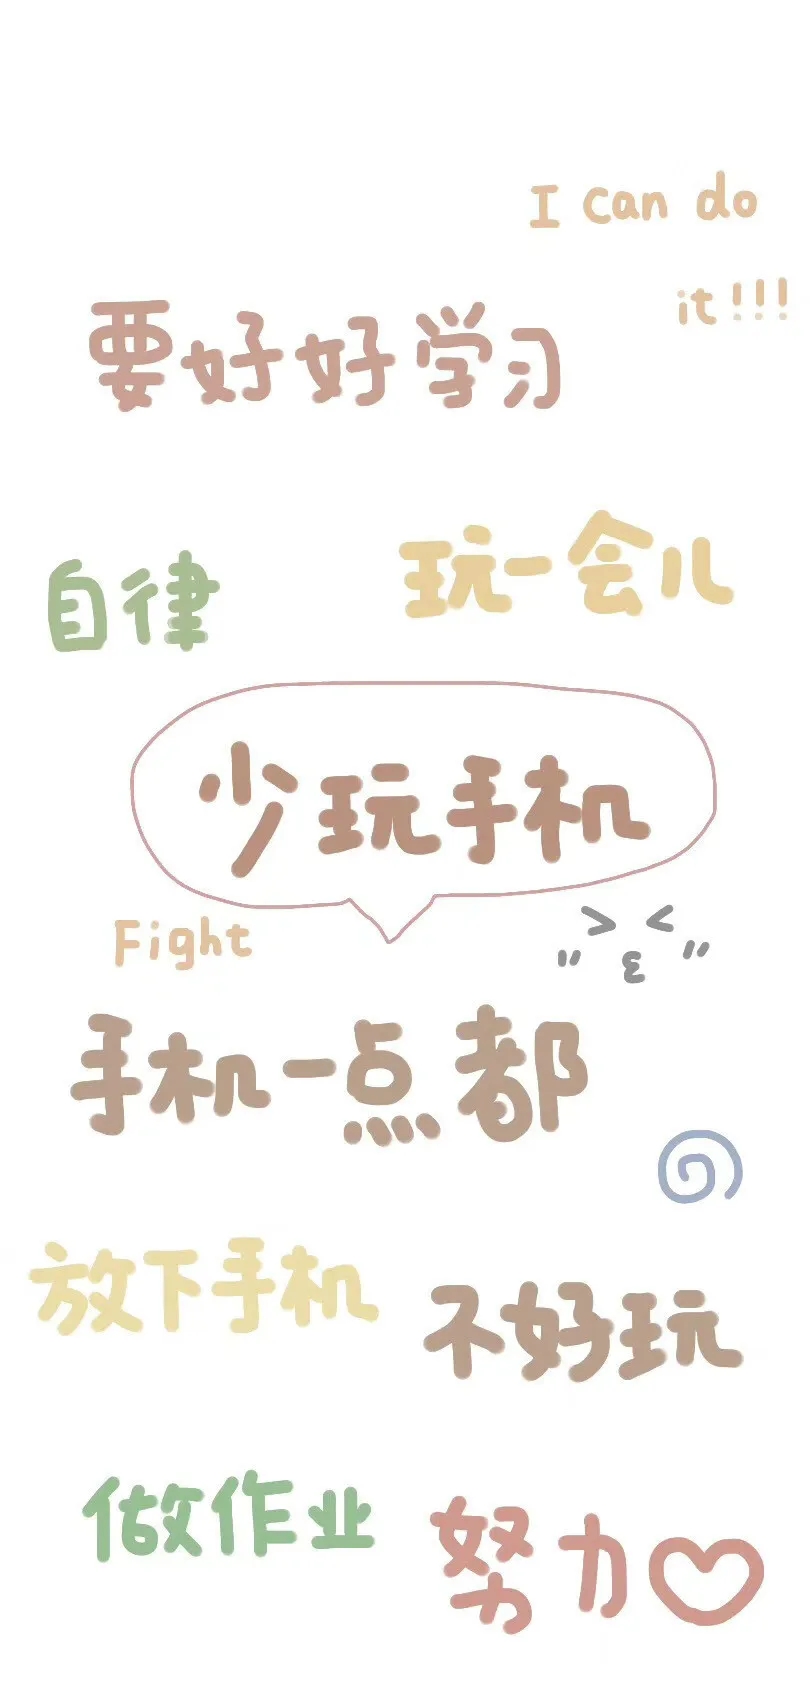 I can do
it!!!
要好好学习
自律
玩一会儿
少玩手机
Fight
手机一点都
放下手机
不好玩
做作业
努力